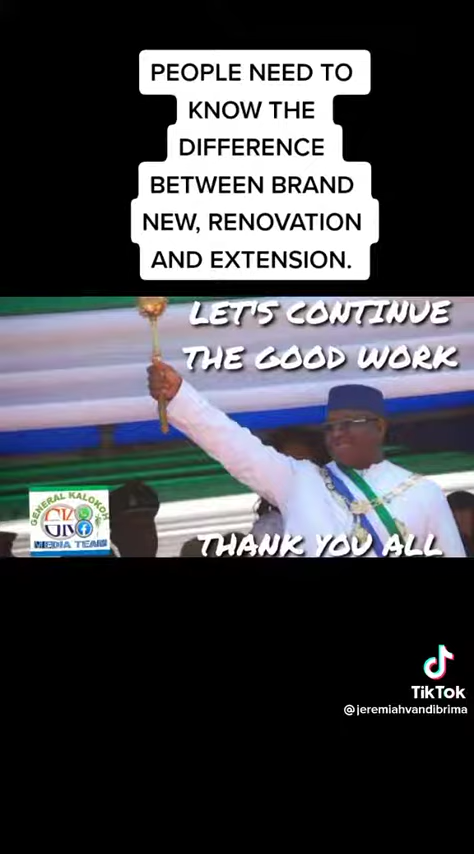 PEOPLE NEED TO
KNOW THE
DIFFERENCE
BETWEEN BRAND
NEW, RENOVATION
AND EXTENSION.
LET'S CONTINUE
THE GOOD WORK
GENERAL KALOKOH
GK
MEDIA TEAM
THANK YOU ALL
TikTok
@jeremiahvandibrima